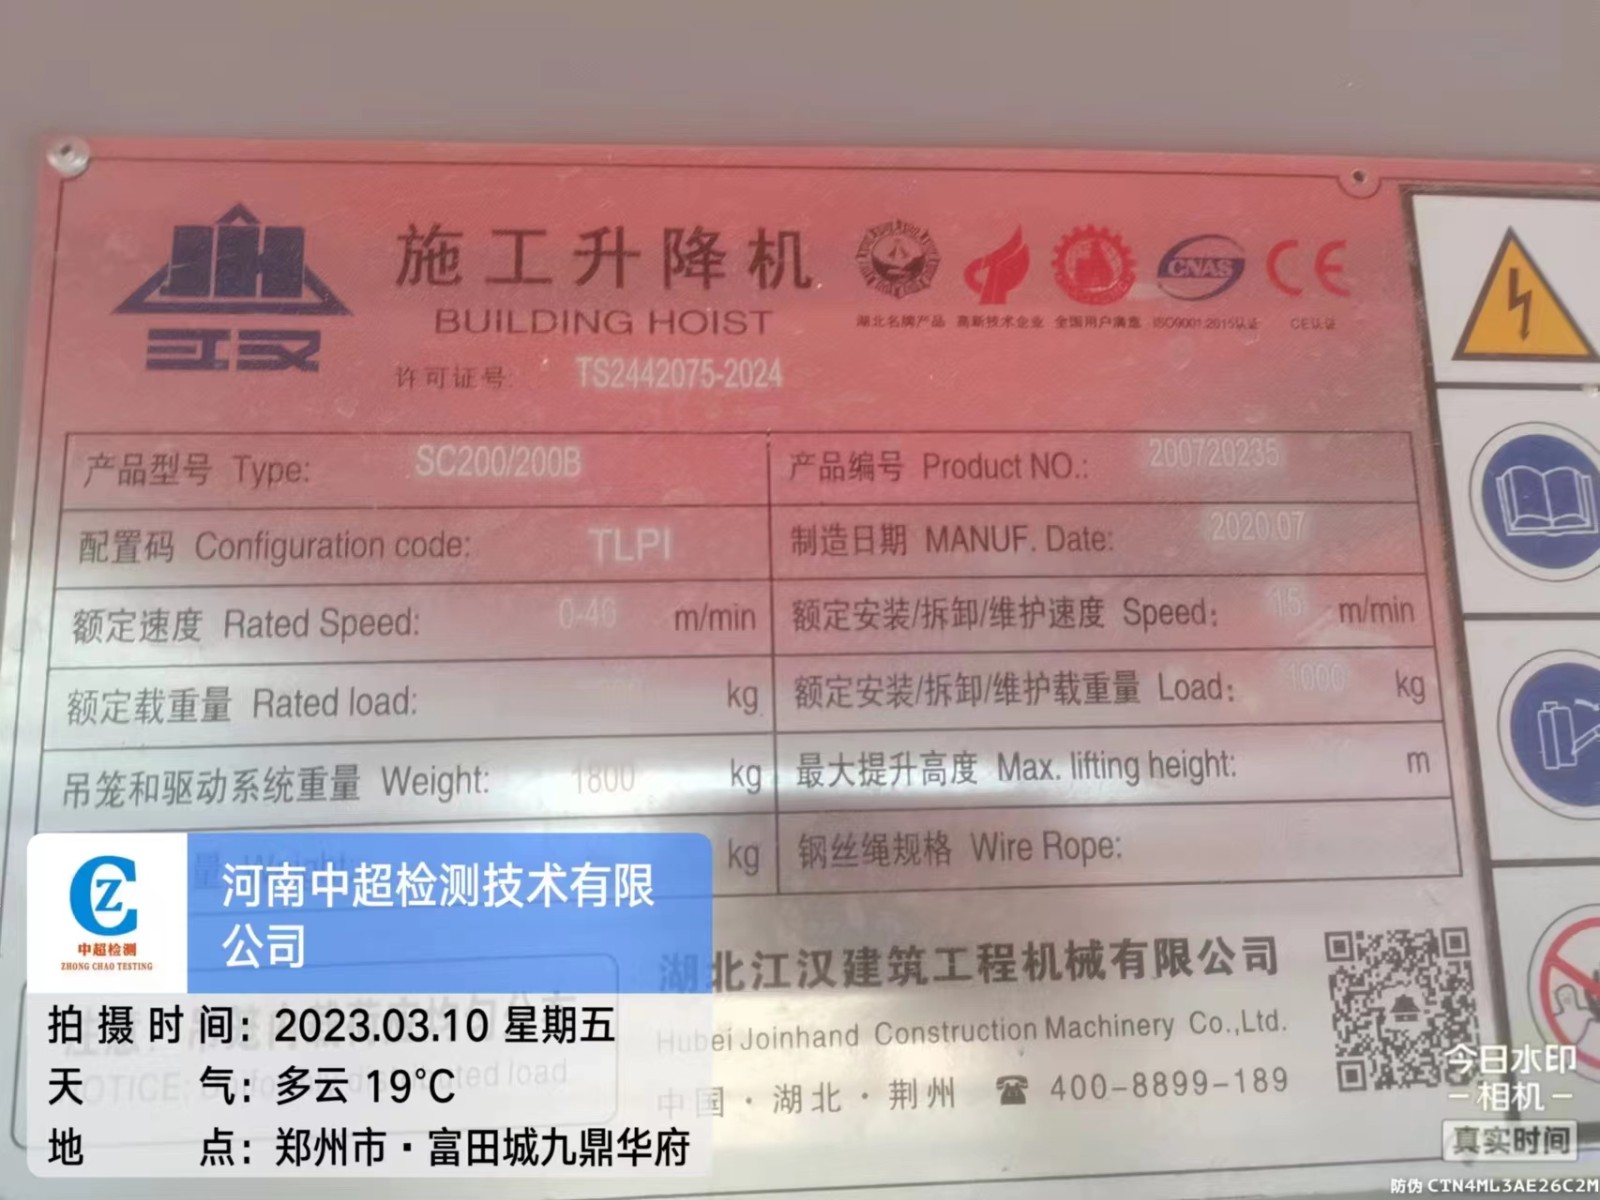 JH
江汉
施工升降机
BUILDING HOIST
许可证号: TS2442075-2024
湖北名牌产品 高新技术企业 全国用户满意 ISO9001:2015认证 CE认证
CNAS
CE
产品型号 Type: SC200/200B
产品编号 Product NO.: 200720235
配置码 Configuration code: TLPI
制造日期 MANUF. Date: 2020.07
额定速度 Rated Speed: 0-46 m/min
额定安装/拆卸/维护速度 Speed: 15 m/min
额定载重量 Rated load: kg
额定安装/拆卸/维护载重量 Load: 1000 kg
吊笼和驱动系统重量 Weight: 1800 kg
最大提升高度 Max. lifting height: m
量 Weight: kg
钢丝绳规格 Wire Rope:
湖北江汉建筑工程机械有限公司
Hubei Joinhand Construction Machinery Co.,Ltd.
中国·湖北·荆州 ☎ 400-8899-189
CZ
中超检测
ZHONG CHAO TESTING
河南中超检测技术有限
公司
拍摄时间: 2023.03.10 星期五
天气: 多云 19℃
地点: 郑州市·富田城九鼎华府
今日水印
-相机-
真实时间
防伪 CTN4ML3AE26C2M